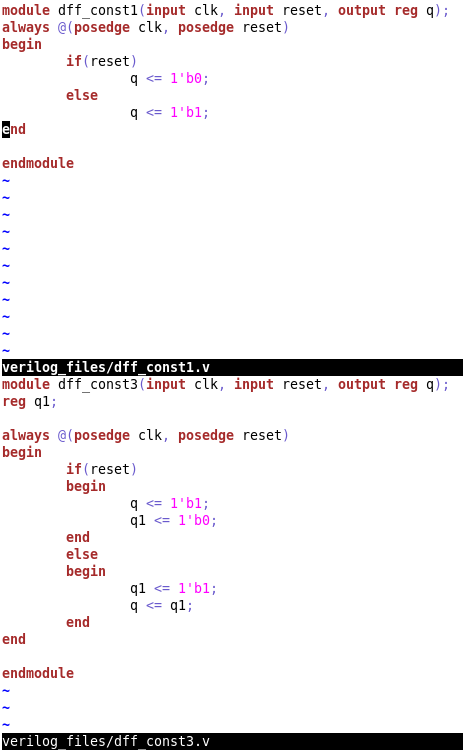 module dff_const1(input clk, input reset, output reg q);
always @(posedge clk, posedge reset)
begin
        if(reset)
                q <= 1'b0;
        else
                q <= 1'b1;
end

endmodule
~
~
~
~
~
~
~
~
~
~
~
verilog_files/dff_const1.v
module dff_const3(input clk, input reset, output reg q);
reg q1;

always @(posedge clk, posedge reset)
begin
        if(reset)
        begin
                q <= 1'b1;
                q1 <= 1'b0;
        end
        else
        begin
                q1 <= 1'b1;
                q <= q1;
        end
end

endmodule
~
~
~
verilog_files/dff_const3.v